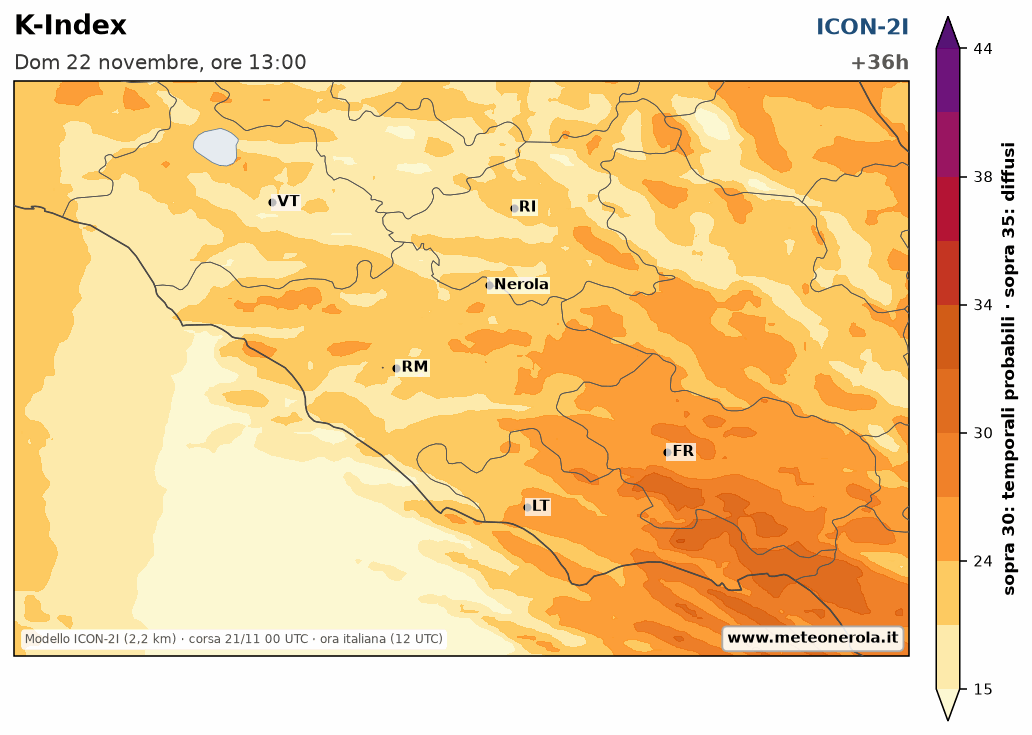 K-Index
ICON-2I
Dom 22 novembre, ore 13:00
+36h
44
38
34
30
24
15
sopra 30: temporali probabili · sopra 35: diffusi
VT
RI
Nerola
RM
FR
LT
Modello ICON-2I (2,2 km) · corsa 21/11 00 UTC · ora italiana (12 UTC)
www.meteonerola.it